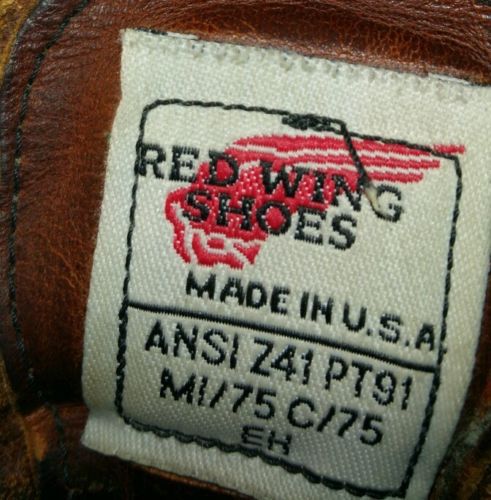 RED WING
SHOES
MADE IN U.S.A.
ANSI Z41 PT91
MI/75 C/75
EH